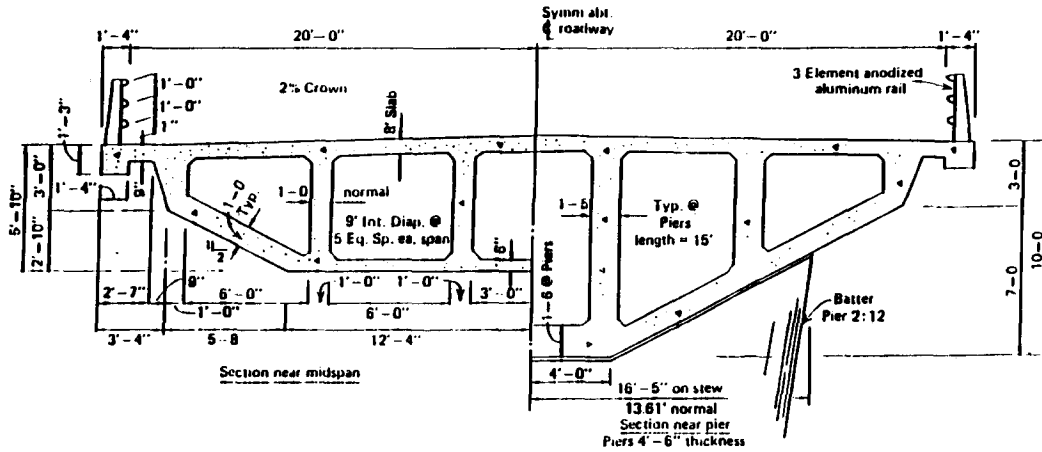 Symm abt.
℄ roadway
1'-4"
20'-0"
20'-0"
1'-4"
3 Element anodized
aluminum rail
1'-0"
1'-0"
1"
2% Crown
8" Slab
1'-3"
5'-10"
3'-0"
2'-10"
1'-4"
9"
1-0
Typ.
1-0
normal
9" Int. Diap. @
5 Eq. Sp. ea. span
6"
1-6
Typ. @
Piers
length = 15'
3-0
10-0
7-0
2'-7"
9"
6'-0"
1'-0"
1'-0"
1'-0"
3'-0"
6'-0"
3'-4"
5-8
12'-4"
Section near midspan
1-6 @ Piers
4'-0"
Batter
Pier 2:12
16'-5" on skew
13.61' normal
Section near pier
Piers 4'-6" thickness